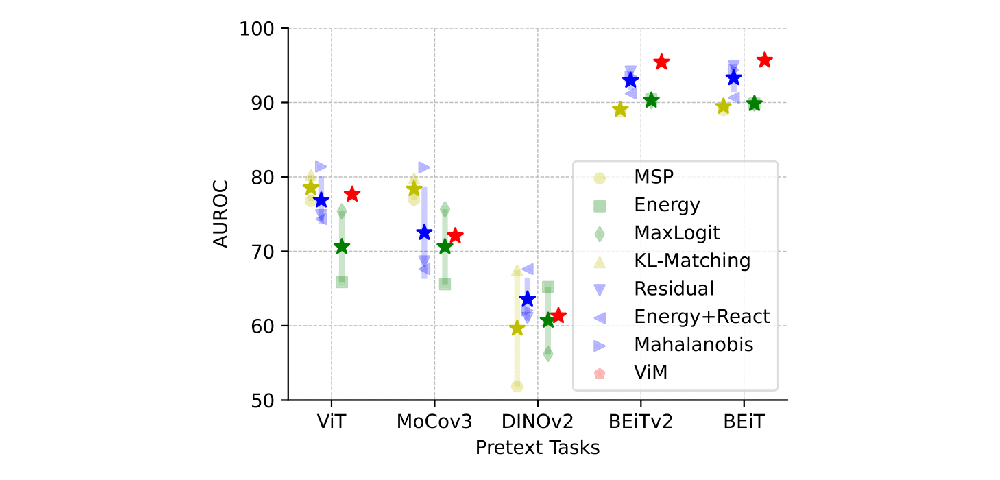 100
90
80
70
60
50
AUROC
MSP
Energy
MaxLogit
KL-Matching
Residual
Energy+React
Mahalanobis
ViM
ViT
MoCov3
DINOv2
BEiTv2
BEiT
Pretext Tasks